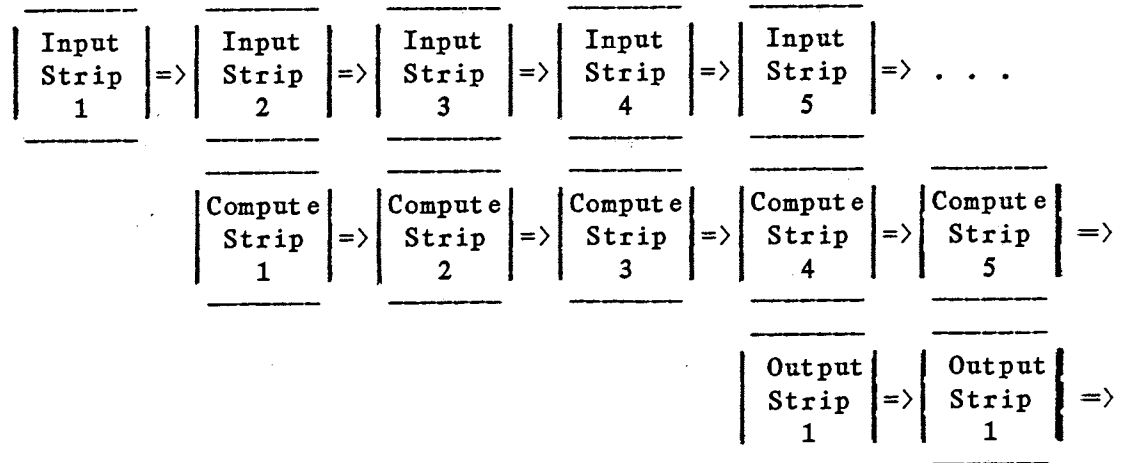 Input Input Input Input Input
Strip => Strip => Strip => Strip => Strip => . . .
1 2 3 4 5
Compute Compute Compute Compute Compute
Strip => Strip => Strip => Strip => Strip =>
1 2 3 4 5
Output Output
Strip => Strip =>
1 1